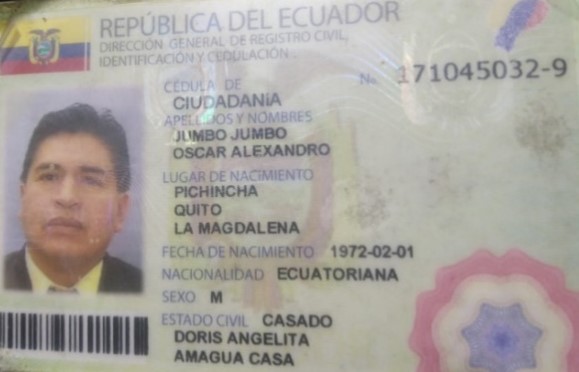 REPÚBLICA DEL ECUADOR
DIRECCIÓN GENERAL DE REGISTRO CIVIL,
IDENTIFICACIÓN Y CEDULACIÓN
CÉDULA DE No. 171045032-9
CIUDADANíA
APELLIDOS Y NOMBRES
JUMBO JUMBO
OSCAR ALEXANDRO
LUGAR DE NACIMIENTO
PICHINCHA
QUITO
LA MAGDALENA
FECHA DE NACIMIENTO 1972-02-01
NACIONALIDAD ECUATORIANA
SEXO M
ESTADO CIVIL CASADO
DORIS ANGELITA
AMAGUA CASA